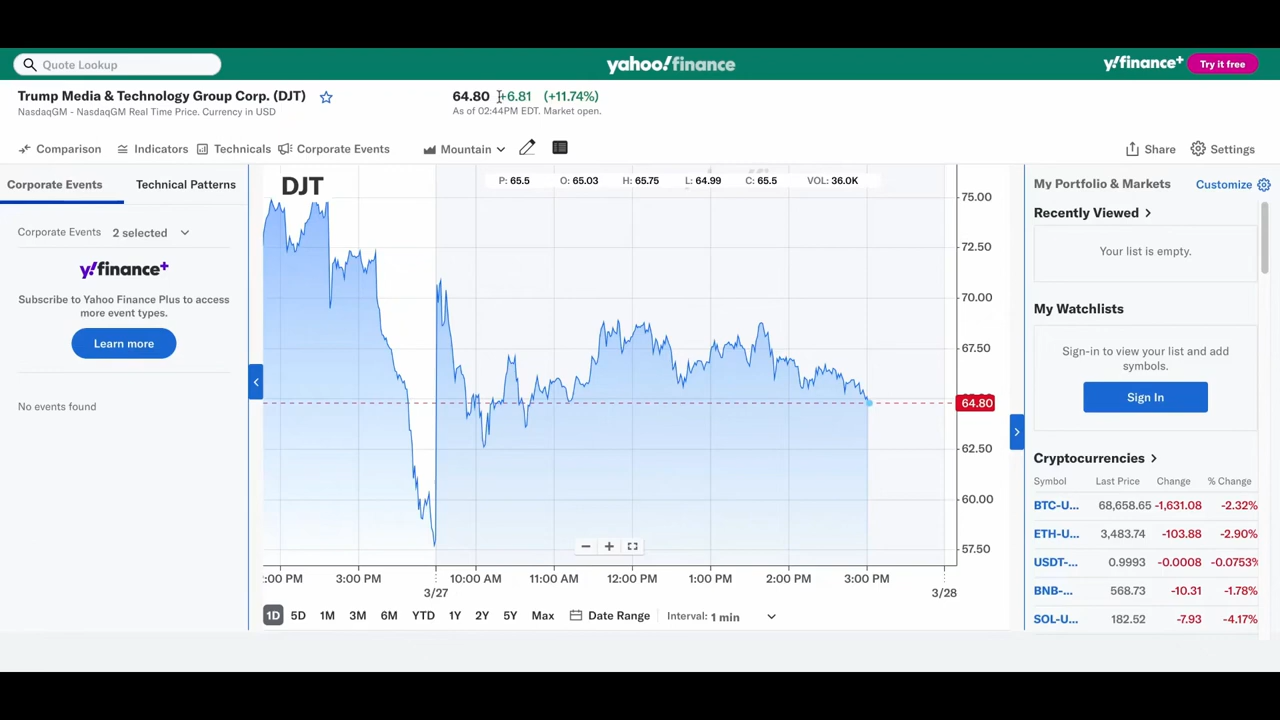 Quote Lookup
yahoo!finance
y!finance+ Try it free
Trump Media & Technology Group Corp. (DJT)
64.80 +6.81 (+11.74%)
NasdaqGM - NasdaqGM Real Time Price. Currency in USD
As of 02:44PM EDT. Market open.
Comparison Indicators Technicals Corporate Events Mountain Share Settings
Corporate Events Technical Patterns
Corporate Events 2 selected
y!finance+
Subscribe to Yahoo Finance Plus to access
more event types.
Learn more
No events found
DJT
P: 65.5 O: 65.03 H: 65.75 L: 64.99 C: 65.5 VOL: 36.0K
75.00
72.50
70.00
67.50
64.80
62.50
60.00
57.50
:00 PM 3:00 PM 10:00 AM 11:00 AM 12:00 PM 1:00 PM 2:00 PM 3:00 PM
3/27 3/28
1D 5D 1M 3M 6M YTD 1Y 2Y 5Y Max Date Range Interval: 1 min
My Portfolio & Markets Customize
Recently Viewed
Your list is empty.
My Watchlists
Sign-in to view your list and add
symbols.
Sign In
Cryptocurrencies
Symbol Last Price Change % Change
BTC-U... 68,658.65 -1,631.08 -2.32%
ETH-U... 3,483.74 -103.88 -2.90%
USDT-... 0.9993 -0.0008 -0.0753%
BNB-... 568.73 -10.31 -1.78%
SOL-U... 182.52 -7.93 -4.17%